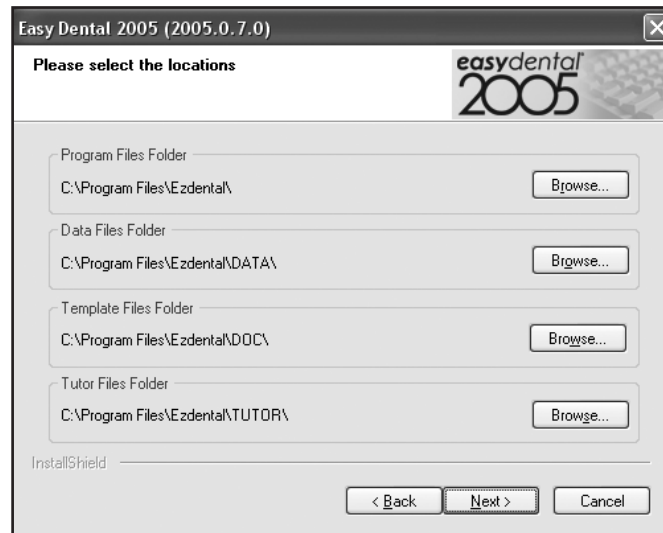 Easy Dental 2005 (2005.0.7.0)
Please select the locations
easydental
2005
Program Files Folder
C:\Program Files\Ezdental\
Browse...
Data Files Folder
C:\Program Files\Ezdental\DATA\
Browse...
Template Files Folder
C:\Program Files\Ezdental\DOC\
Browse...
Tutor Files Folder
C:\Program Files\Ezdental\TUTOR\
Browse...
InstallShield
< Back Next > Cancel